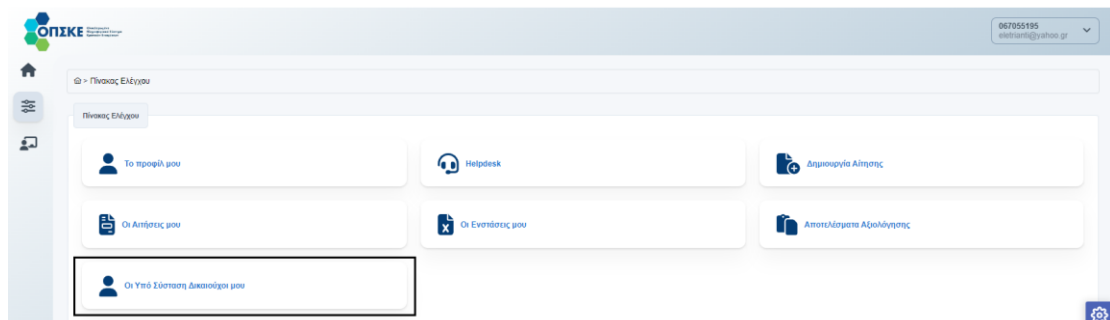 ΟΠΣΚΕ
067055195
eletrianti@yahoo.gr
> Πίνακας Ελέγχου
Πίνακας Ελέγχου
Το προφίλ μου
Helpdesk
Δημιουργία Αίτησης
Οι Αιτήσεις μου
Οι Ενστάσεις μου
Αποτελέσματα Αξιολόγησης
Οι Υπό Σύσταση Δικαιούχοι μου